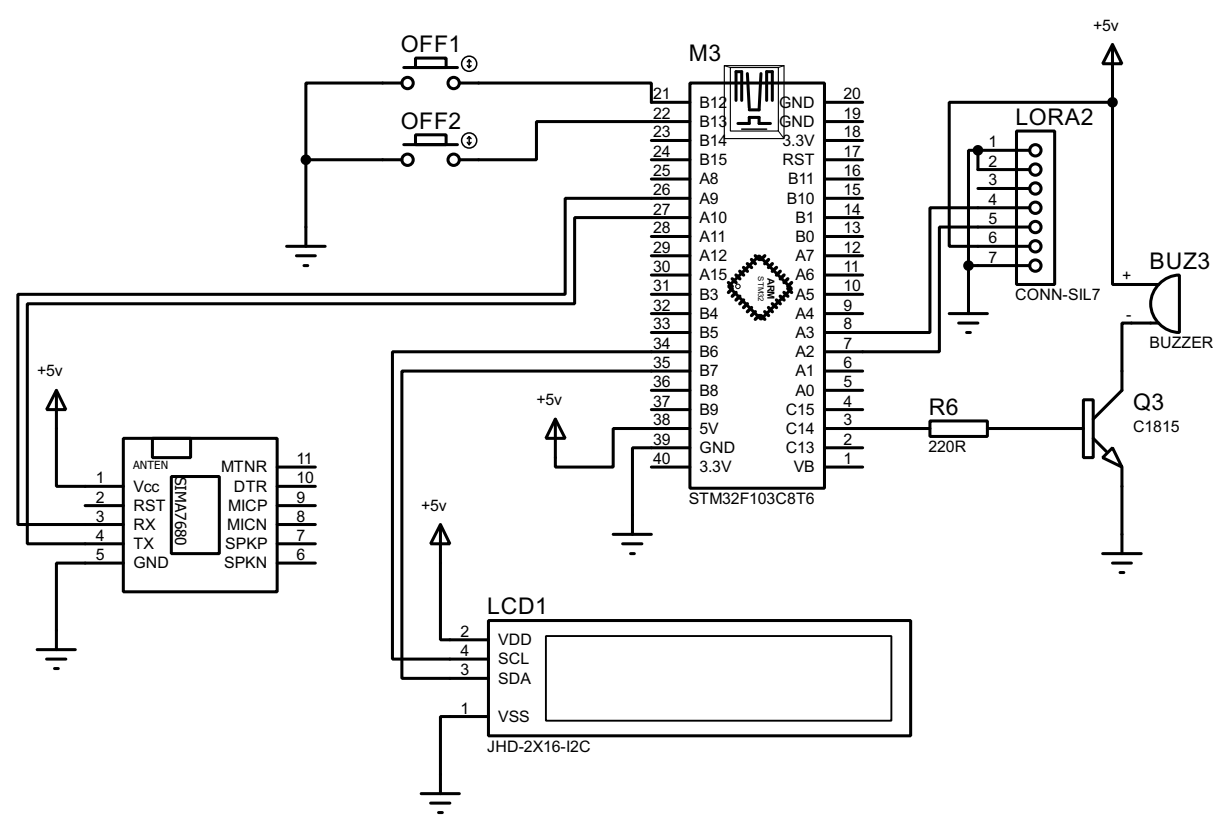 OFF1
OFF2
M3
21 B12 GND 20
22 B13 GND 19
23 B14 3.3V 18
24 B15 RST 17
25 A8 B11 16
26 A9 B10 15
27 A10 B1 14
28 A11 B0 13
29 A12 A7 12
30 A15 A6 11
31 B3 A5 10
32 B4 A4 9
33 B5 A3 8
34 B6 A2 7
35 B7 A1 6
36 B8 A0 5
37 B9 C15 4
38 5V C14 3
39 GND C13 2
40 3.3V VB 1
ARM
STM32
STM32F103C8T6
+5v
LORA2
1
2
3
4
5
6
7
CONN-SIL7
+
BUZ3
-
BUZZER
R6
220R
Q3
C1815
+5v
+5v
ANTEN
MTNR 11
1 Vcc DTR 10
2 RST MICP 9
3 RX MICN 8
4 TX SPKP 7
5 GND SPKN 6
SIMA7680
+5v
LCD1
2 VDD
4 SCL
3 SDA
1 VSS
JHD-2X16-I2C